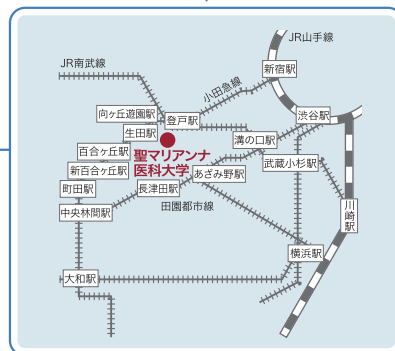 JR山手線
JR南武線
新宿駅
小田急線
向ヶ丘遊園駅
登戸駅
渋谷駅
生田駅
溝の口駅
百合ヶ丘駅
聖マリアンナ
医科大学
武蔵小杉駅
新百合ヶ丘駅
あざみ野駅
町田駅
長津田駅
田園都市線
中央林間駅
川崎駅
横浜駅
大和駅